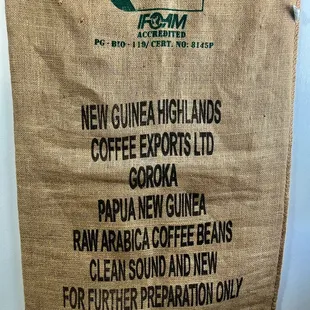 IFOAM
ACCREDITED
PG - BIO - 119/ CERT. NO: 8145P
NEW GUINEA HIGHLANDS
COFFEE EXPORTS LTD
GOROKA
PAPUA NEW GUINEA
RAW ARABICA COFFEE BEANS
CLEAN SOUND AND NEW
FOR FURTHER PREPARATION ONLY